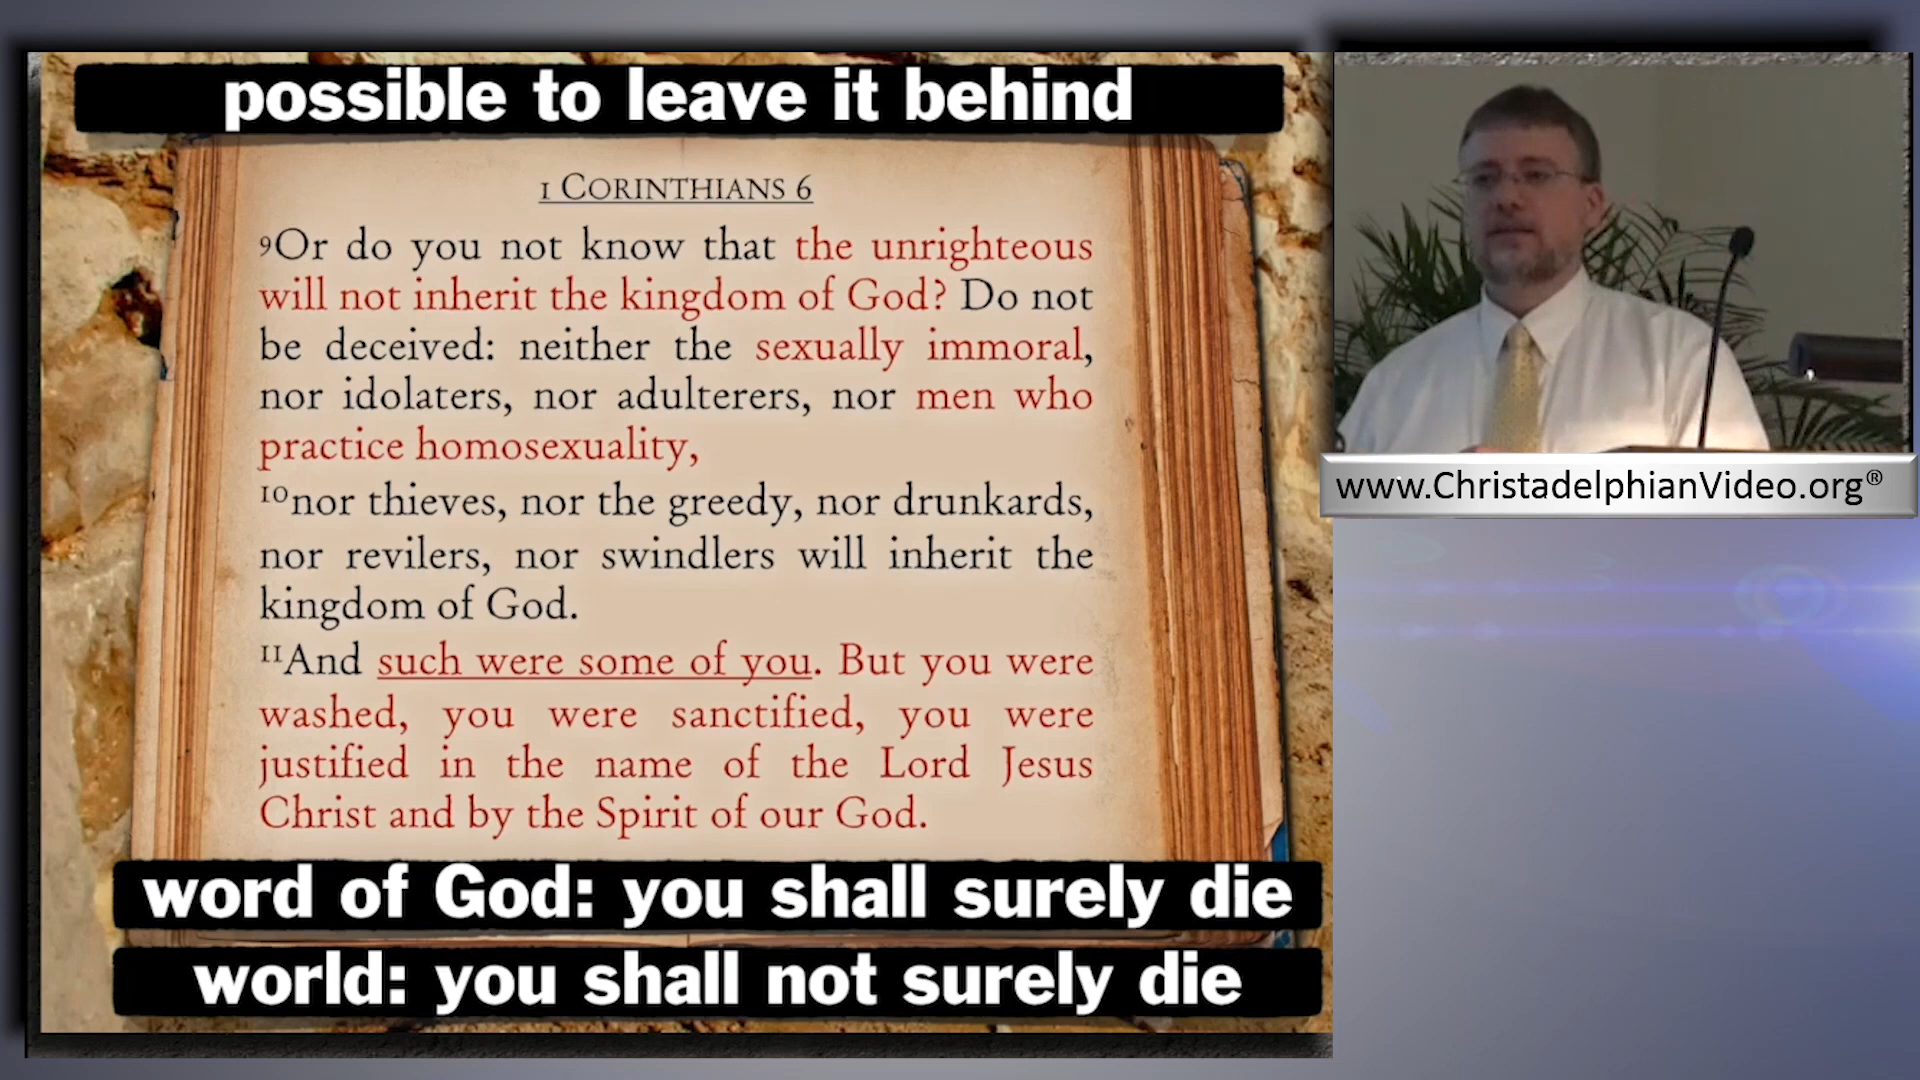 possible to leave it behind
1 CORINTHIANS 6
9Or do you not know that the unrighteous
will not inherit the kingdom of God? Do not
be deceived: neither the sexually immoral,
nor idolaters, nor adulterers, nor men who
practice homosexuality,
10nor thieves, nor the greedy, nor drunkards,
nor revilers, nor swindlers will inherit the
kingdom of God.
11And such were some of you. But you were
washed, you were sanctified, you were
justified in the name of the Lord Jesus
Christ and by the Spirit of our God.
word of God: you shall surely die
world: you shall not surely die
www.ChristadelphianVideo.org®